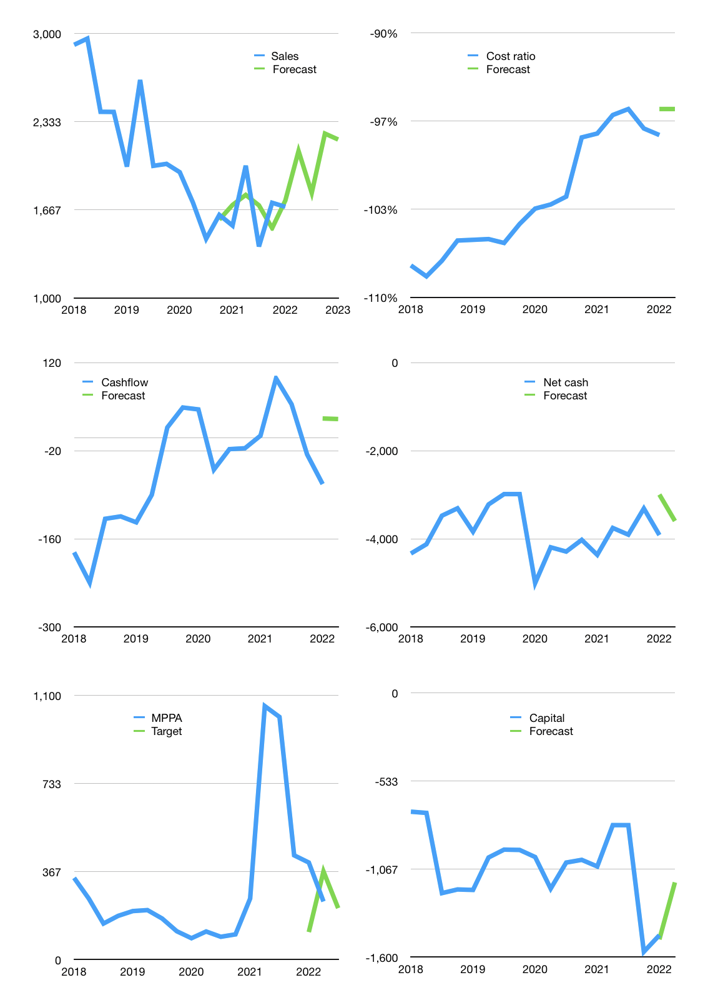 3,000
Sales
Forecast
2,333
1,667
1,000
2018 2019 2020 2021 2022 2023
-90%
Cost ratio
Forecast
-97%
-103%
-110%
2018 2019 2020 2021 2022
120
Cashflow
Forecast
-20
-160
-300
2018 2019 2020 2021 2022
0
Net cash
Forecast
-2,000
-4,000
-6,000
2018 2019 2020 2021 2022
1,100
MPPA
Target
733
367
0
2018 2019 2020 2021 2022
0
Capital
Forecast
-533
-1,067
-1,600
2018 2019 2020 2021 2022